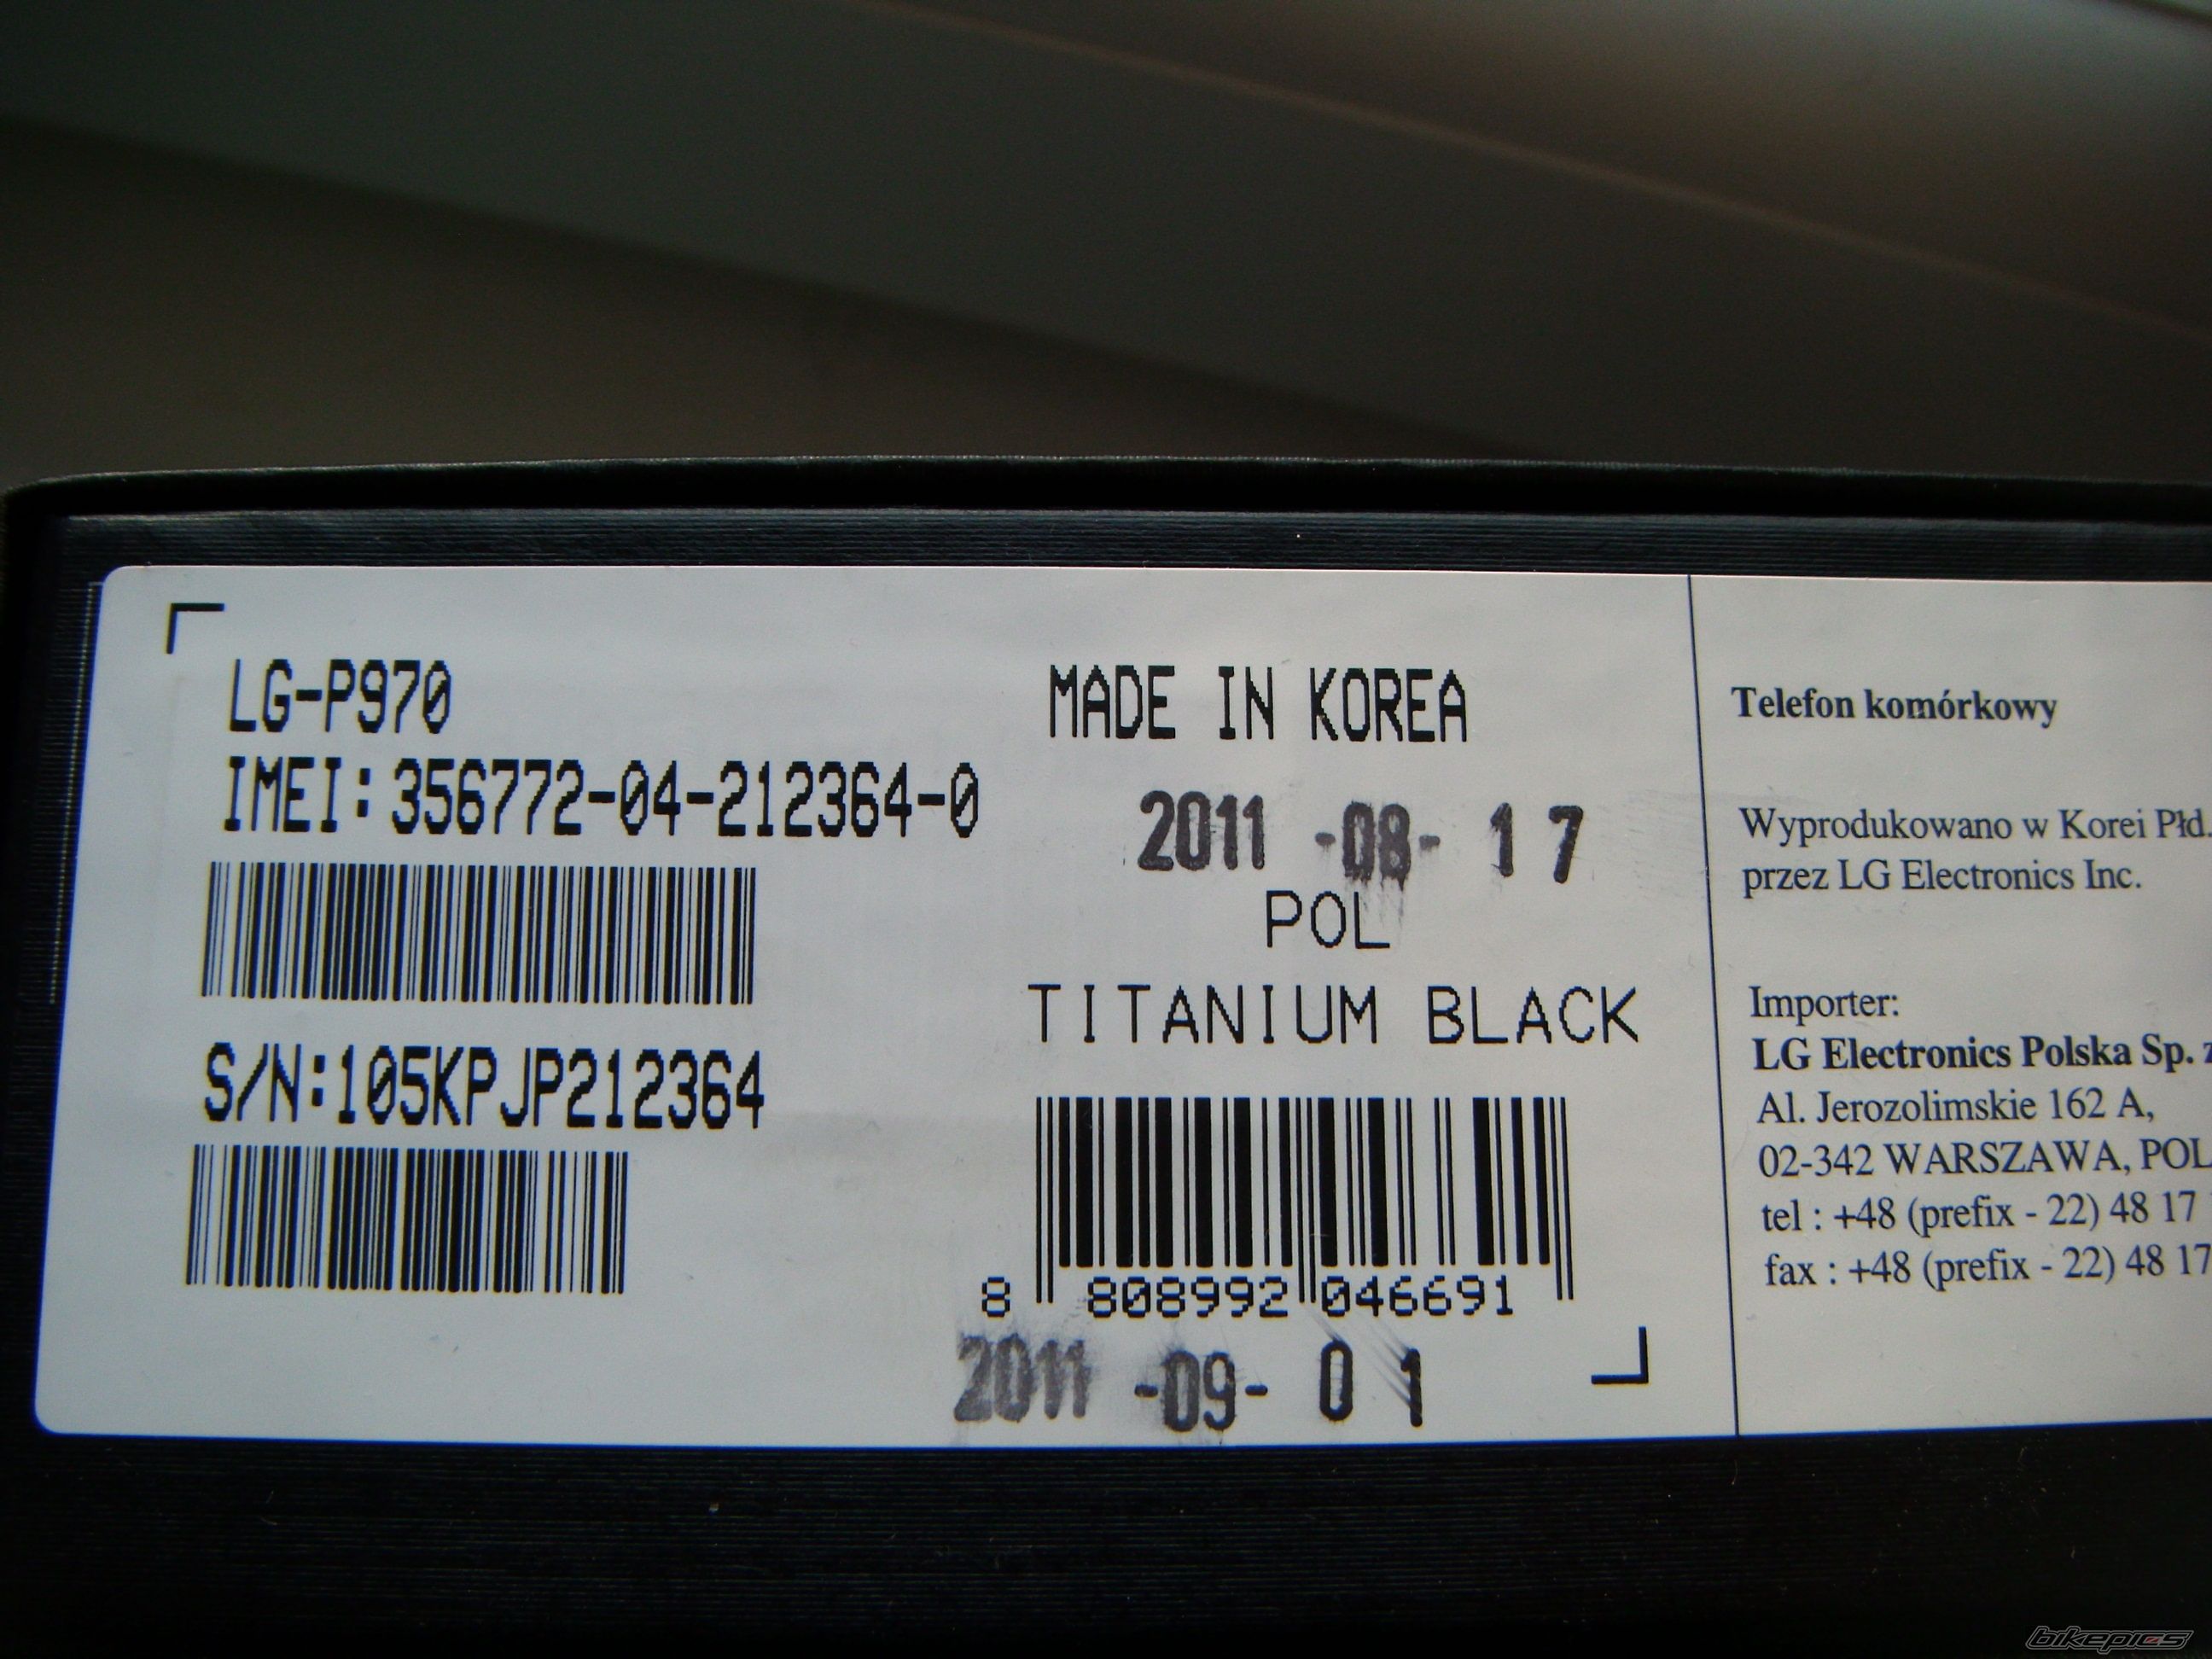 LG-P970
IMEI: 356772-04-212364-0
S/N:105KPJP212364
MADE IN KOREA
2011 -08- 17
POL
TITANIUM BLACK
8 808992 046691
2011 -09- 01
Telefon komórkowy
Wyprodukowano w Korei Płd.
przez LG Electronics Inc.
Importer:
LG Electronics Polska Sp.
Al. Jerozolimskie 162 A,
02-342 WARSZAWA, POL
tel : +48 (prefix - 22) 48 17
fax : +48 (prefix - 22) 48 17
bikepics